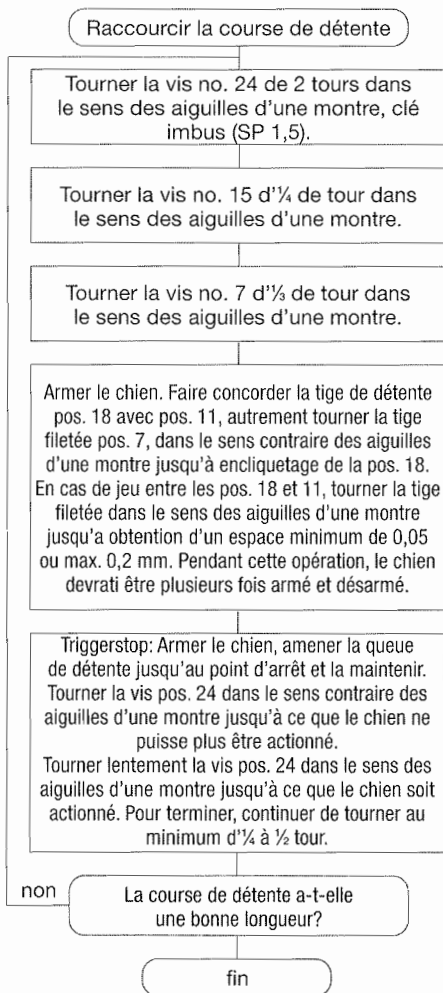 Raccourcir la course de détente
Tourner la vis no. 24 de 2 tours dans
le sens des aiguilles d'une montre, clé
imbus (SP 1,5).
Tourner la vis no. 15 d'¼ de tour dans
le sens des aiguilles d'une montre.
Tourner la vis no. 7 d'⅓ de tour dans
le sens des aiguilles d'une montre.
Armer le chien. Faire concorder la tige de détente
pos. 18 avec pos. 11, autrement tourner la tige
filetée pos. 7, dans le sens contraire des aiguilles
d'une montre jusqu'à encliquetage de la pos. 18.
En cas de jeu entre les pos. 18 et 11, tourner la tige
filetée dans le sens des aiguilles d'une montre
jusqu'a obtention d'un espace minimum de 0,05
ou max. 0,2 mm. Pendant cette opération, le chien
devrati être plusieurs fois armé et désarmé.
Triggerstop: Armer le chien, amener la queue
de détente jusqu'au point d'arrêt et la maintenir.
Tourner la vis pos. 24 dans le sens contraire des
aiguilles d'une montre jusqu'à ce que le chien ne
puisse plus être actionné.
Tourner lentement la vis pos. 24 dans le sens des
aiguilles d'une montre jusqu'à ce que le chien soit
actionné. Pour terminer, continuer de tourner au
minimum d'¼ à ½ tour.
non
La course de détente a-t-elle
une bonne longueur?
fin